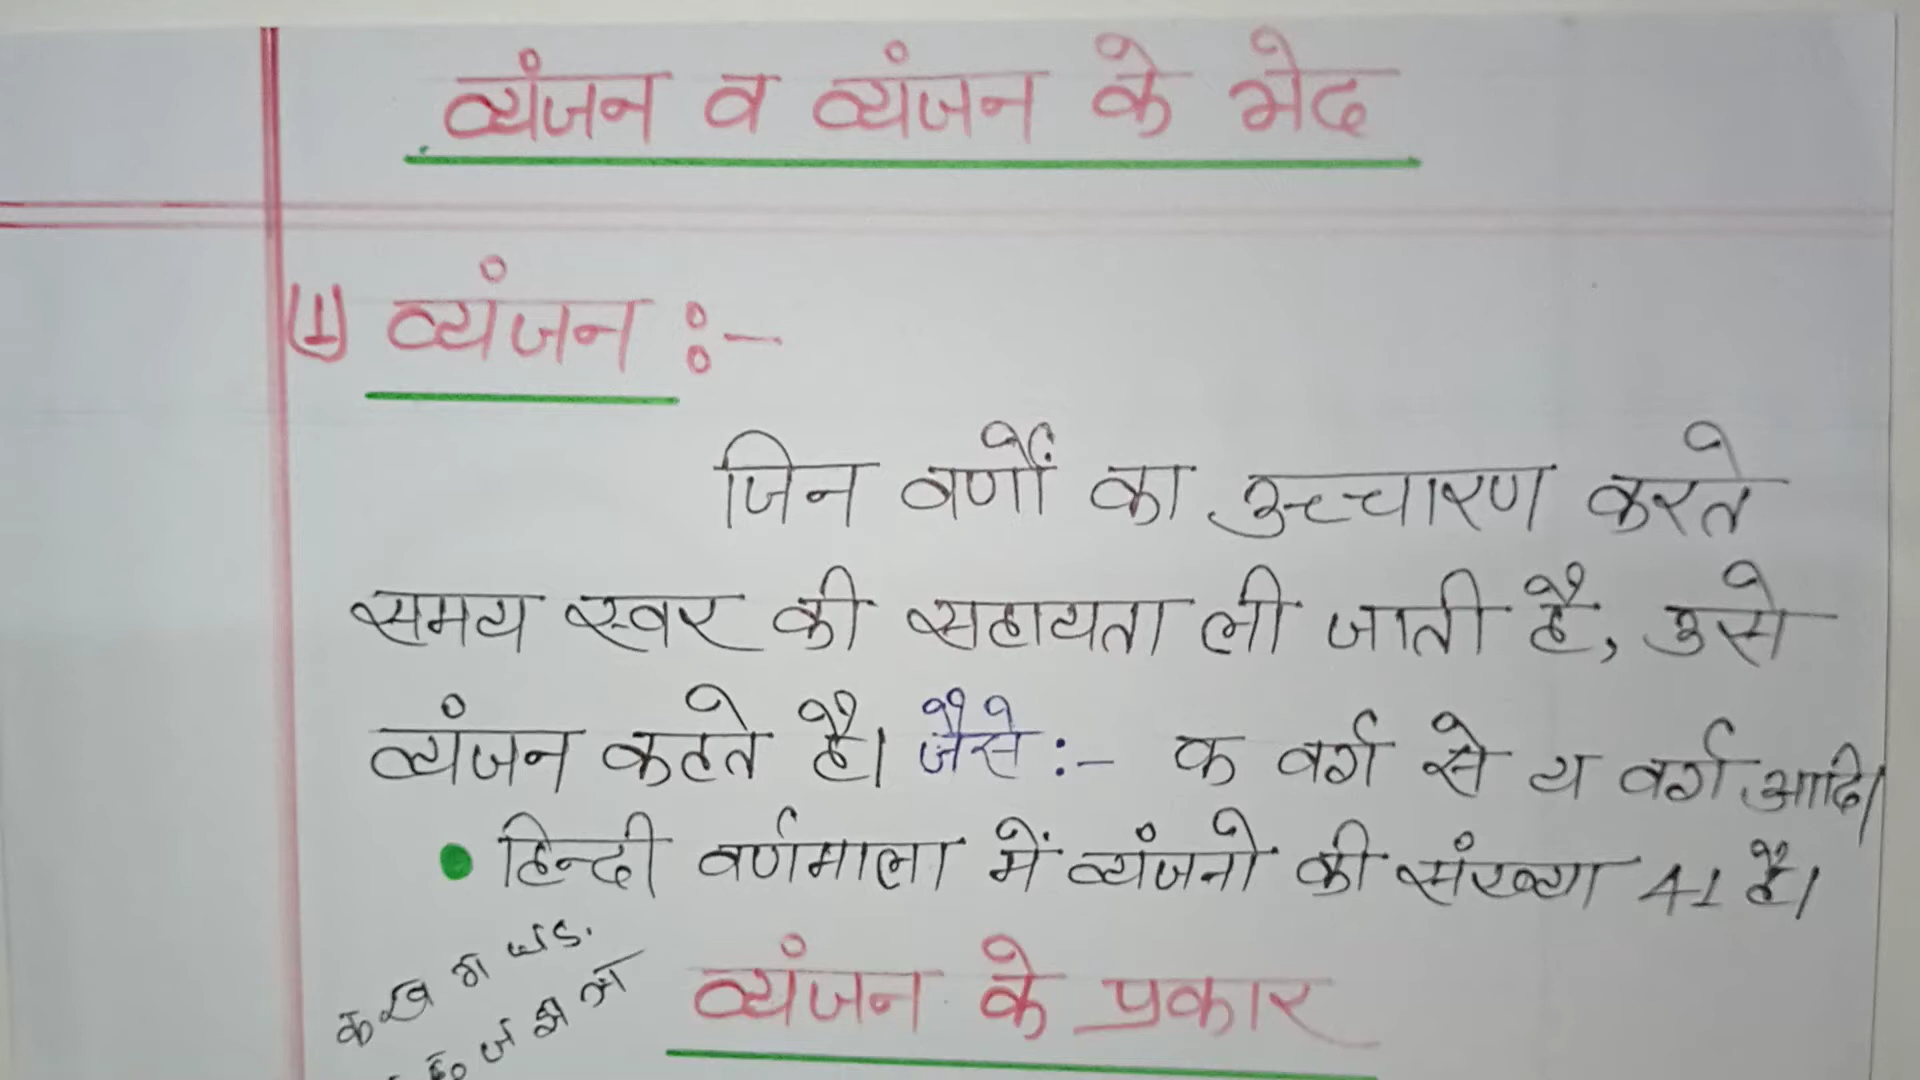 व्यंजन व व्यंजन के भेद
(1) व्यंजन :-
जिन वर्णों का उच्चारण करते
समय स्वर की सहायता ली जाती है, उसे
व्यंजन कहते है। जैसे :- क वर्ग से य वर्ग आदि।
• हिन्दी वर्णमाला में व्यंजनो की संख्या 41 है।
क ख ग घ ङ.
छ ज झ ञ
व्यंजन के प्रकार